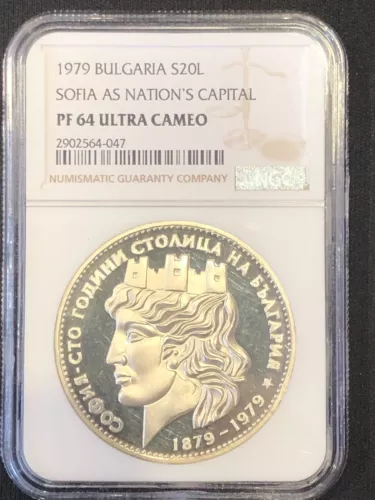 1979 BULGARIA S20L
SOFIA AS NATION'S CAPITAL
PF 64 ULTRA CAMEO
2902564-047
NUMISMATIC GUARANTY COMPANY
NGC
СОФИЯ-СТО ГОДИНИ СТОЛИЦА НА БЪЛГАРИЯ
1879-1979